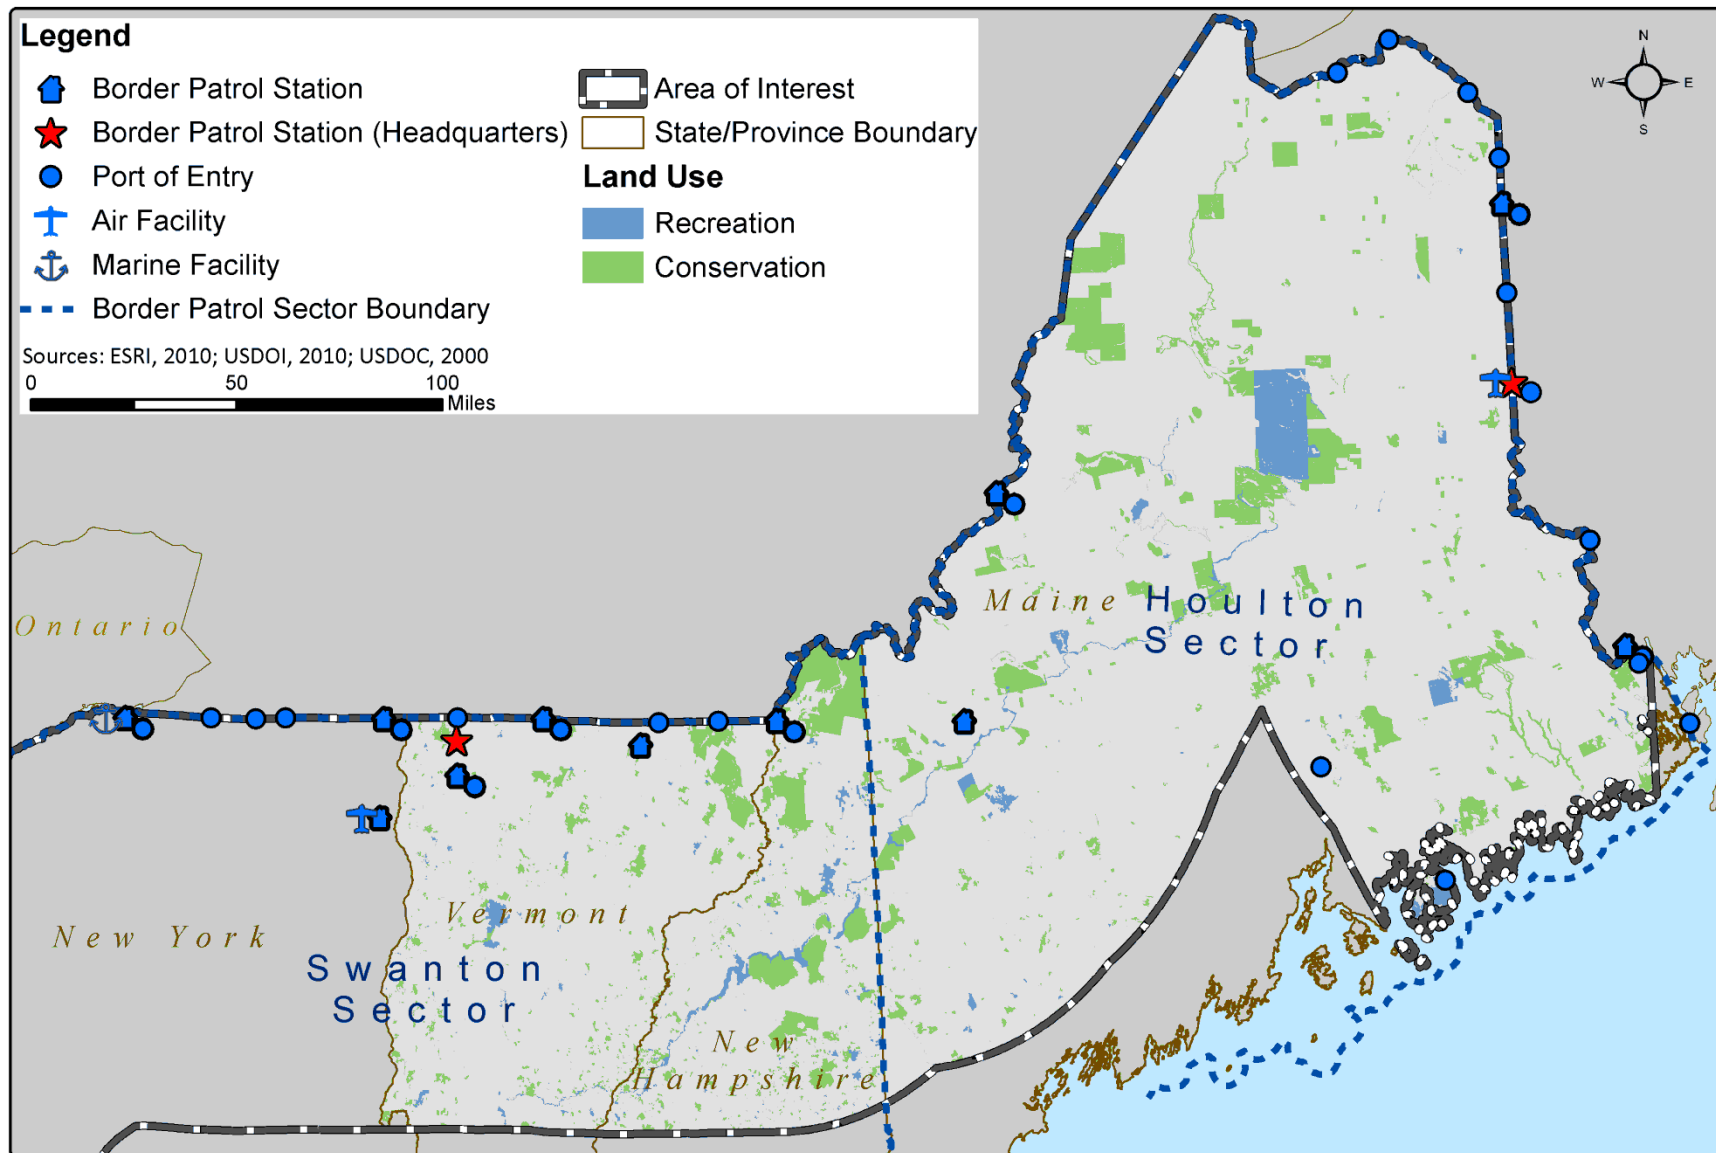 Legend
Border Patrol Station
Border Patrol Station (Headquarters)
Port of Entry
Air Facility
Marine Facility
Border Patrol Sector Boundary
Area of Interest
State/Province Boundary
Land Use
Recreation
Conservation
Sources: ESRI, 2010; USDOI, 2010; USDOC, 2000
0 50 100
Miles
N
W E
S
Ontario
Maine
Houlton
Sector
New York
Vermont
Swanton
Sector
New
Hampshire